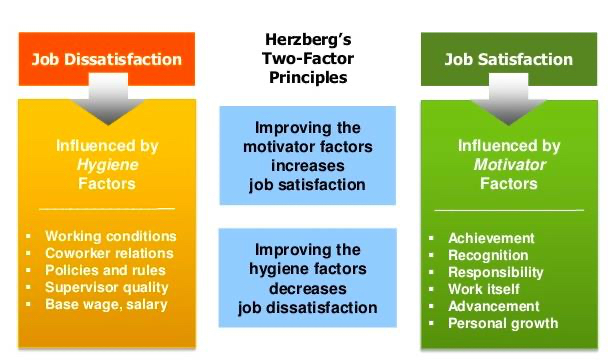 Herzberg's
Two-Factor
Principles
Job Dissatisfaction
Influenced by
Hygiene
Factors
▪ Working conditions
▪ Coworker relations
▪ Policies and rules
▪ Supervisor quality
▪ Base wage, salary
Improving the
motivator factors
increases
job satisfaction
Improving the
hygiene factors
decreases
job dissatisfaction
Job Satisfaction
Influenced by
Motivator
Factors
▪ Achievement
▪ Recognition
▪ Responsibility
▪ Work itself
▪ Advancement
▪ Personal growth